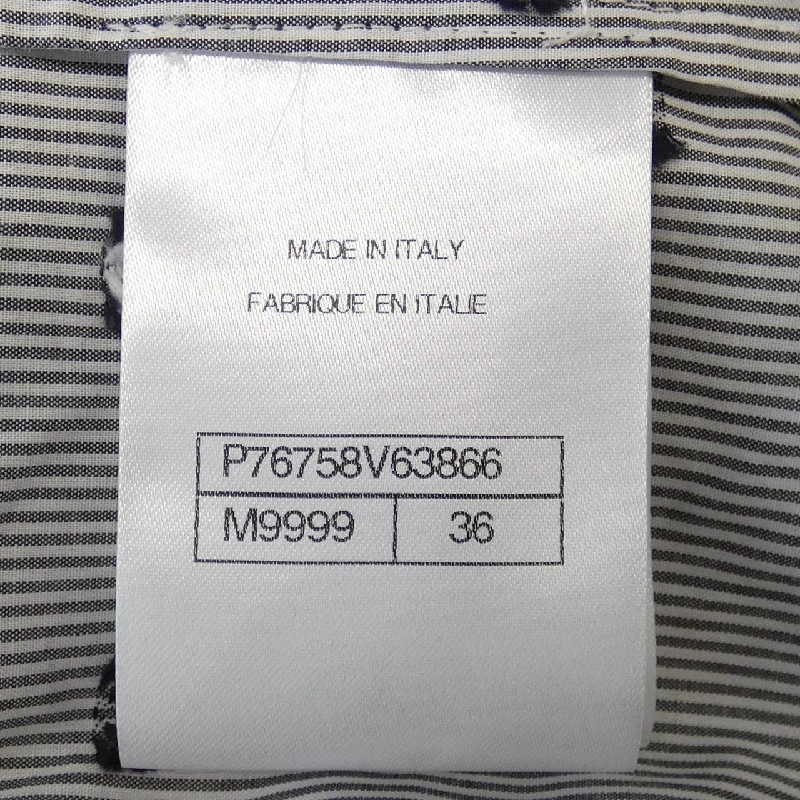 MADE IN ITALY
FABRIQUE EN ITALIE
P76758V63866
M9999 36